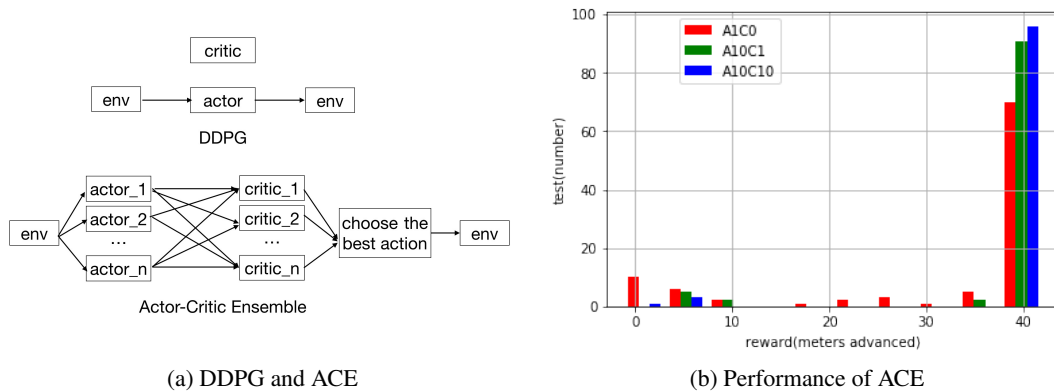 critic
env
actor
env
DDPG
actor_1
critic_1
actor_2
critic_2
env
...
...
choose the
best action
env
actor_n
critic_n
Actor-Critic Ensemble
(a) DDPG and ACE
A1C0
A10C1
A10C10
test(number)
100
80
60
40
20
0
0
10
20
30
40
reward(meters advanced)
(b) Performance of ACE